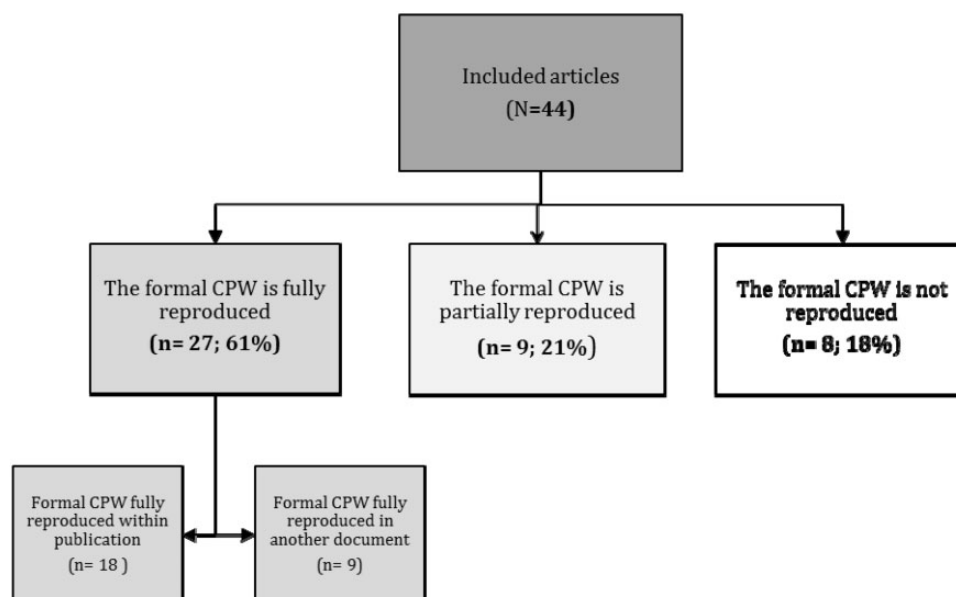 Included articles
(N=44)
The formal CPW is fully
reproduced
(n= 27; 61%)
The formal CPW is
partially reproduced
(n= 9; 21%)
The formal CPW is not
reproduced
(n= 8; 18%)
Formal CPW fully
reproduced within
publication
(n= 18 )
Formal CPW fully
reproduced in
another document
(n= 9)